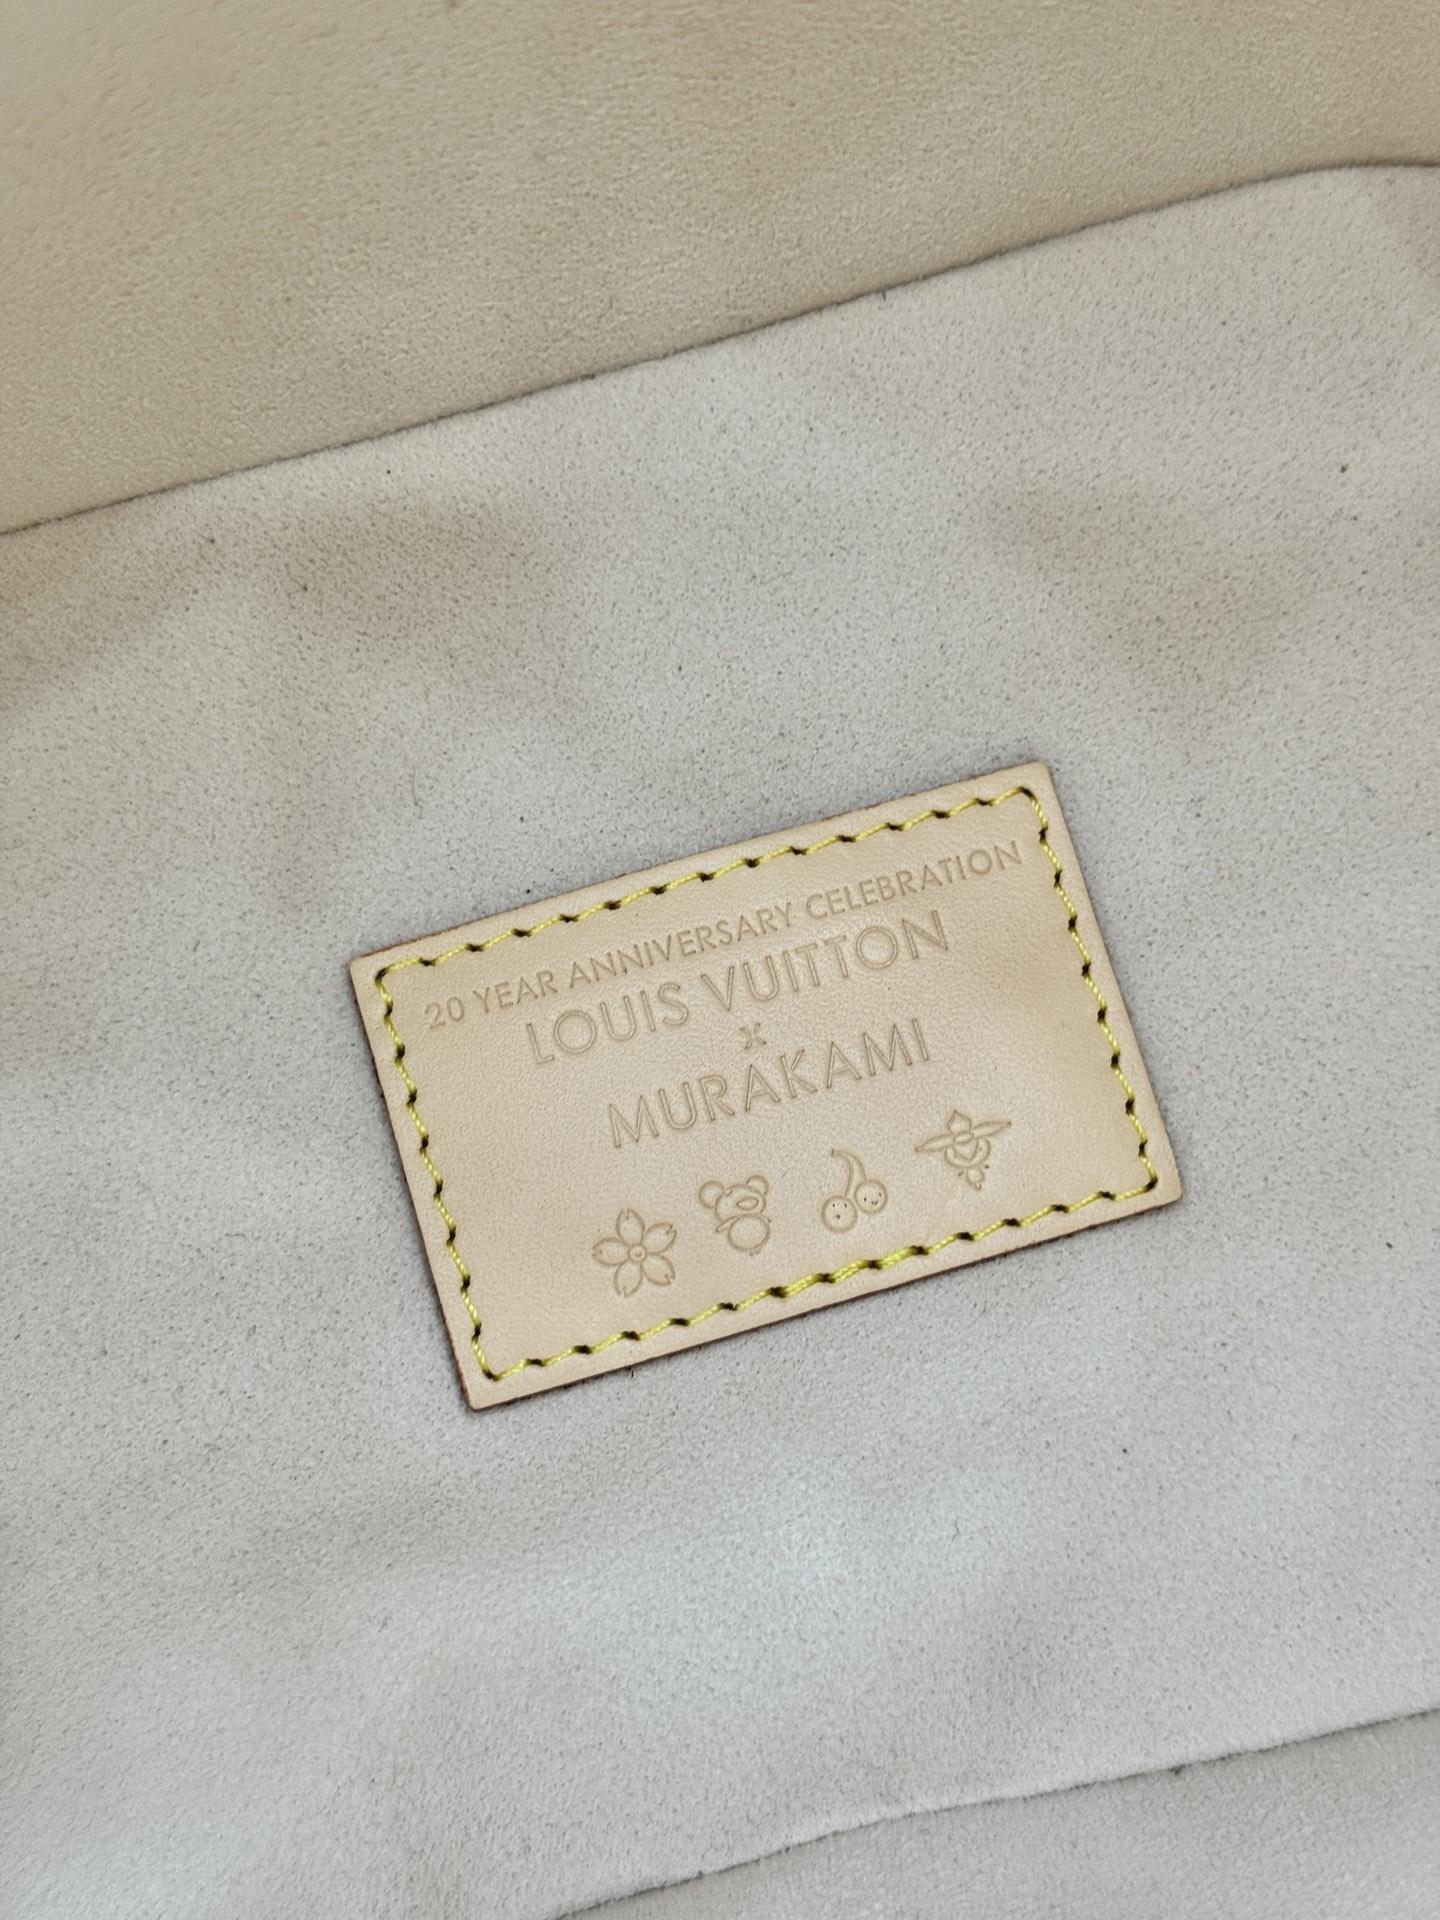 20 YEAR ANNIVERSARY CELEBRATION
LOUIS VUITTON
x
MURAKAMI